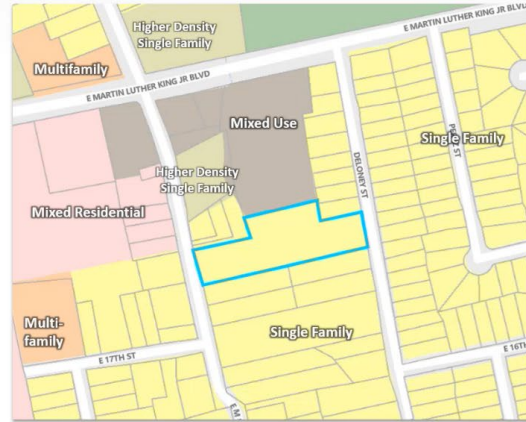 Higher Density
Single Family
E MARTIN LUTHER KING JR BLVD
Multifamily
E MARTIN LUTHER KING JR BLVD
Mixed Use
Single Family
DELONEY ST
Higher Density
Single Family
Mixed Residential
Multi-
family
Single Family
E 17TH ST
E 16TH
E M